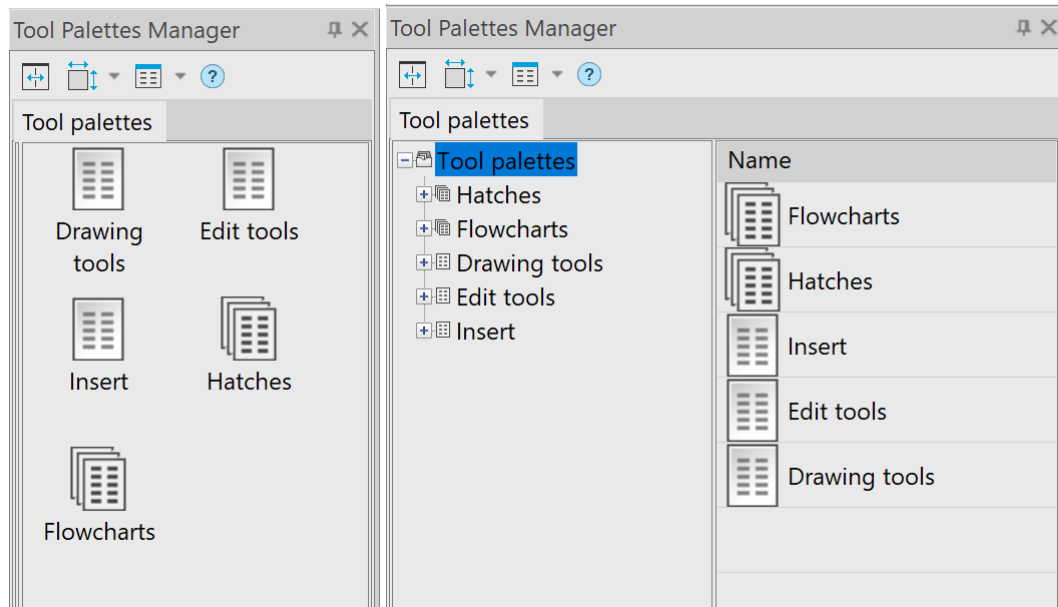 Tool Palettes Manager
?
Tool palettes
Drawing
tools
Edit tools
Insert
Hatches
Flowcharts
Tool Palettes Manager
?
Tool palettes
Tool palettes
Hatches
Flowcharts
Drawing tools
Edit tools
Insert
Name
Flowcharts
Hatches
Insert
Edit tools
Drawing tools